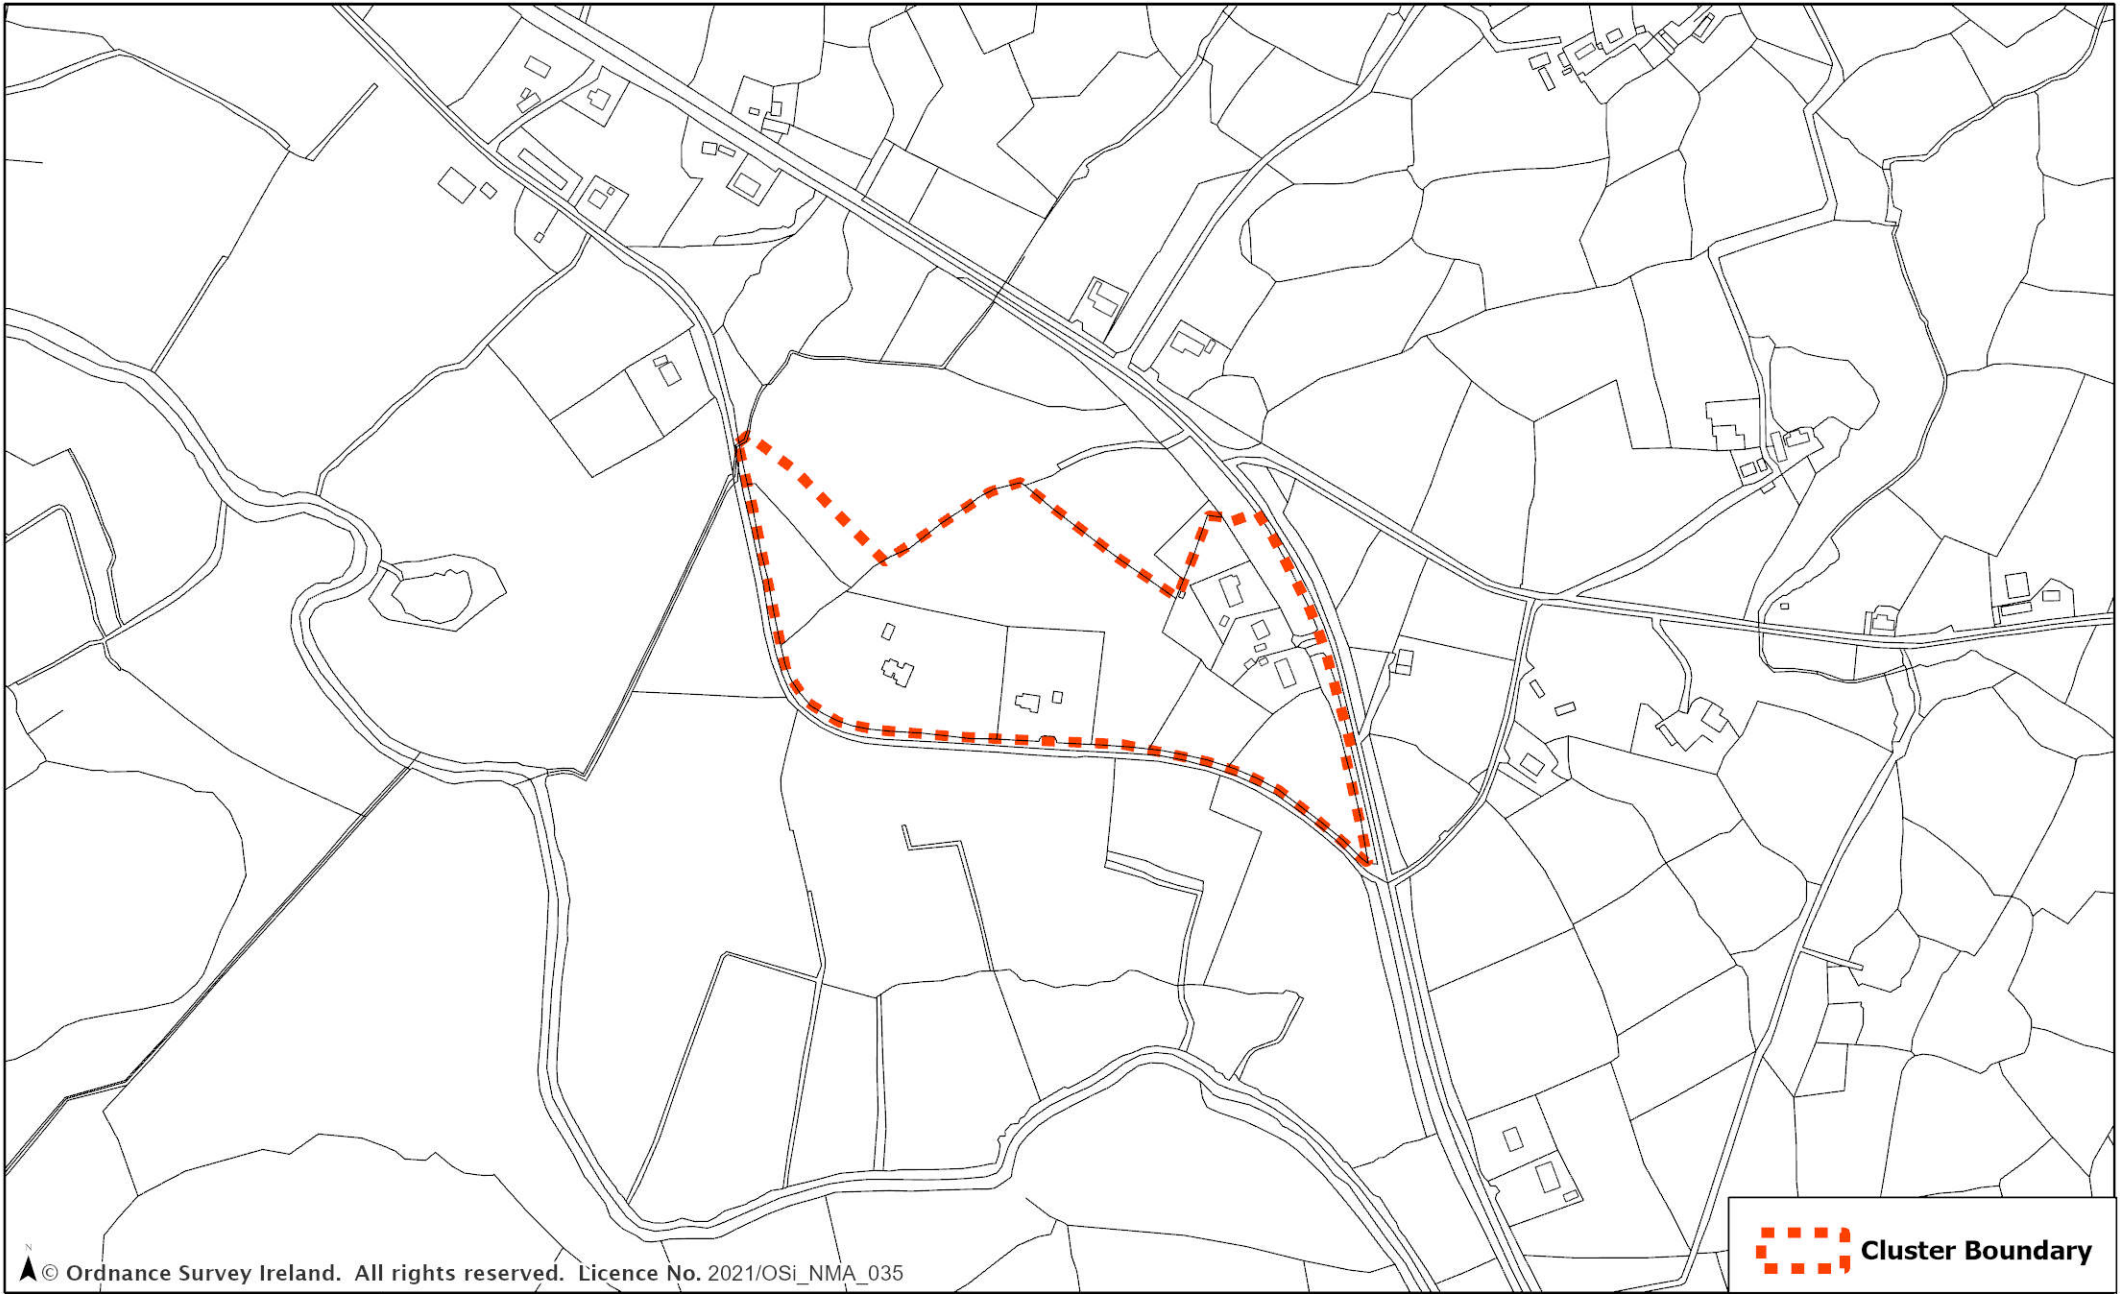 Cluster Boundary
N
© Ordnance Survey Ireland. All rights reserved. Licence No. 2021/OSi_NMA_035